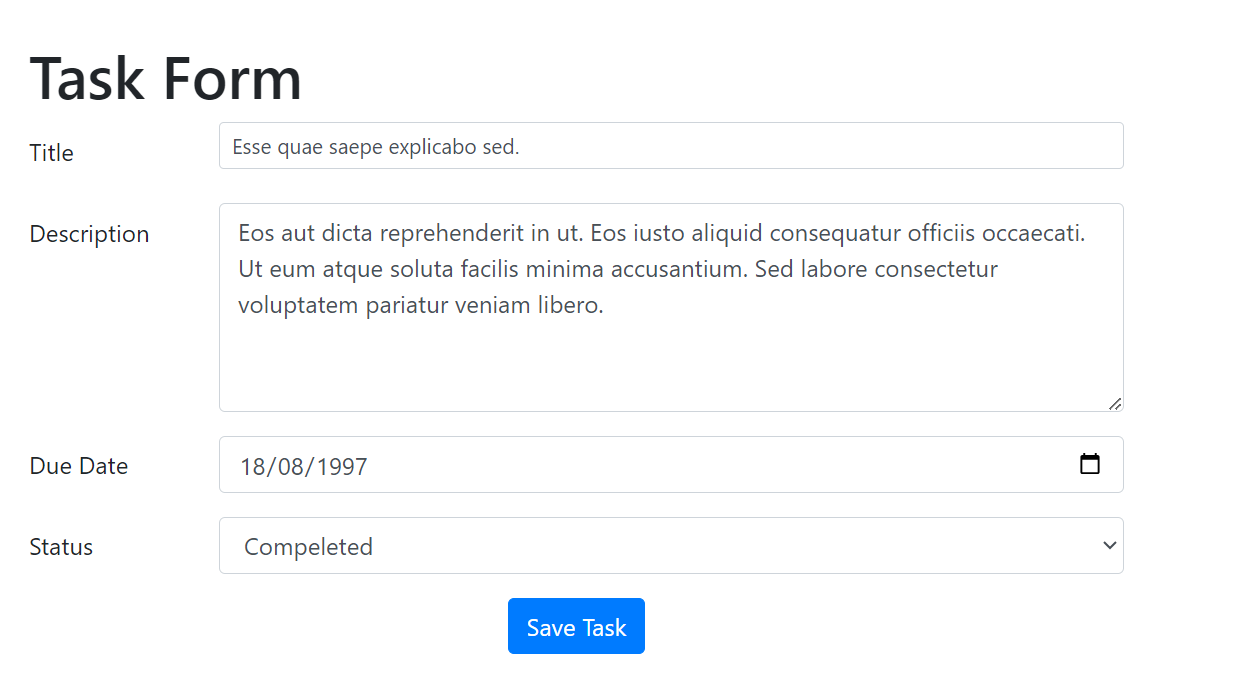 Task Form
Title
Esse quae saepe explicabo sed.
Description
Eos aut dicta reprehenderit in ut. Eos iusto aliquid consequatur officiis occaecati.
Ut eum atque soluta facilis minima accusantium. Sed labore consectetur
voluptatem pariatur veniam libero.
Due Date
18/08/1997
Status
Compeleted
Save Task